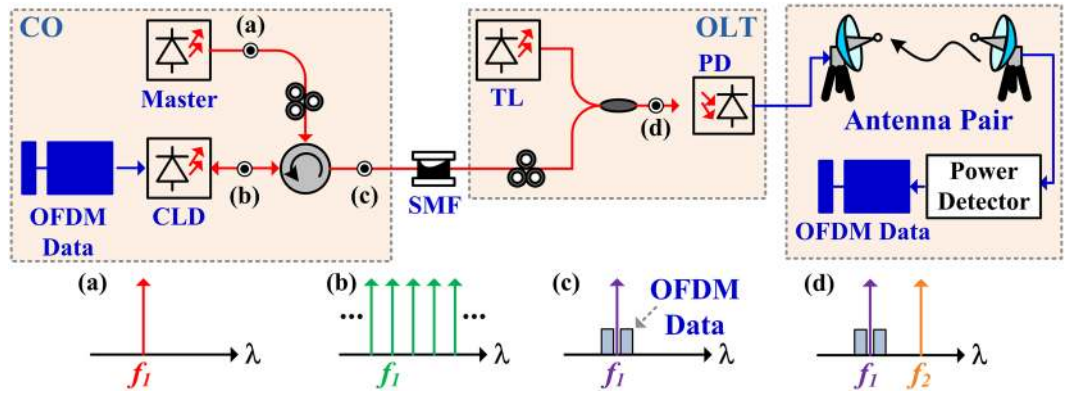 CO
(a)
OLT
Master
TL
PD
(d)
Antenna Pair
(b)
(c)
OFDM
Data
CLD
SMF
OFDM Data
Power
Detector
(a)
f1
λ
(b)
...
...
f1
λ
(c)
OFDM
Data
f1
λ
(d)
f1
f2
λ